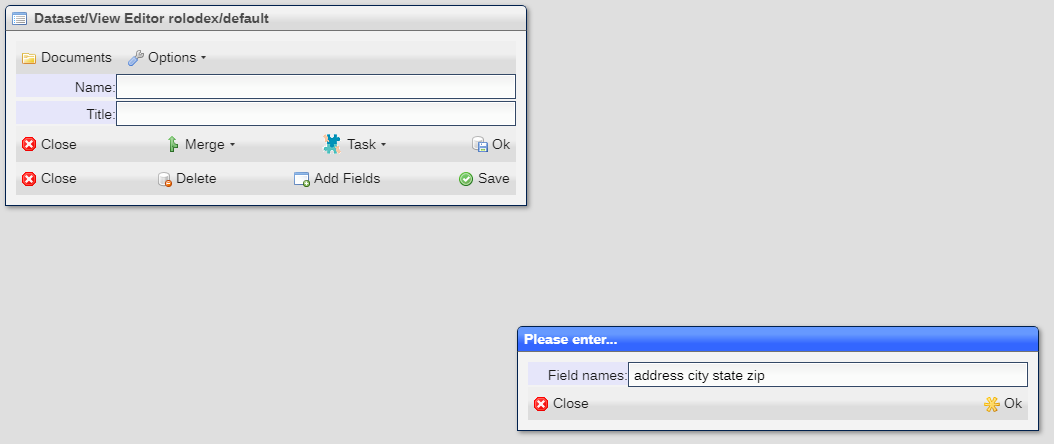 Dataset/View Editor rolodex/default
Documents Options
Name:
Title:
Close Merge Task Ok
Close Delete Add Fields Save
Please enter...
Field names: address city state zip
Close Ok